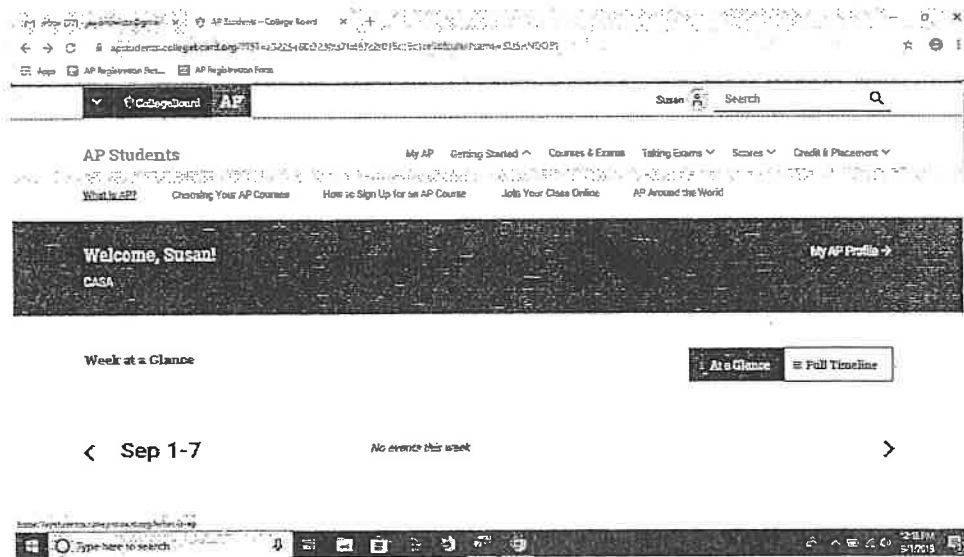 AP Students – College Board
Apps AP Registration Form
CollegeBoard AP Susan Search
AP Students My AP Getting Started Courses & Exams Taking Exams Scores Credit & Placement
What is AP? Choosing Your AP Courses How to Sign Up for an AP Course Join Your Class Online AP Around the World
Welcome, Susan! My AP Profile →
CASA
Week at a Glance At a Glance Full Timeline
Sep 1-7 No events this week
Type here to search